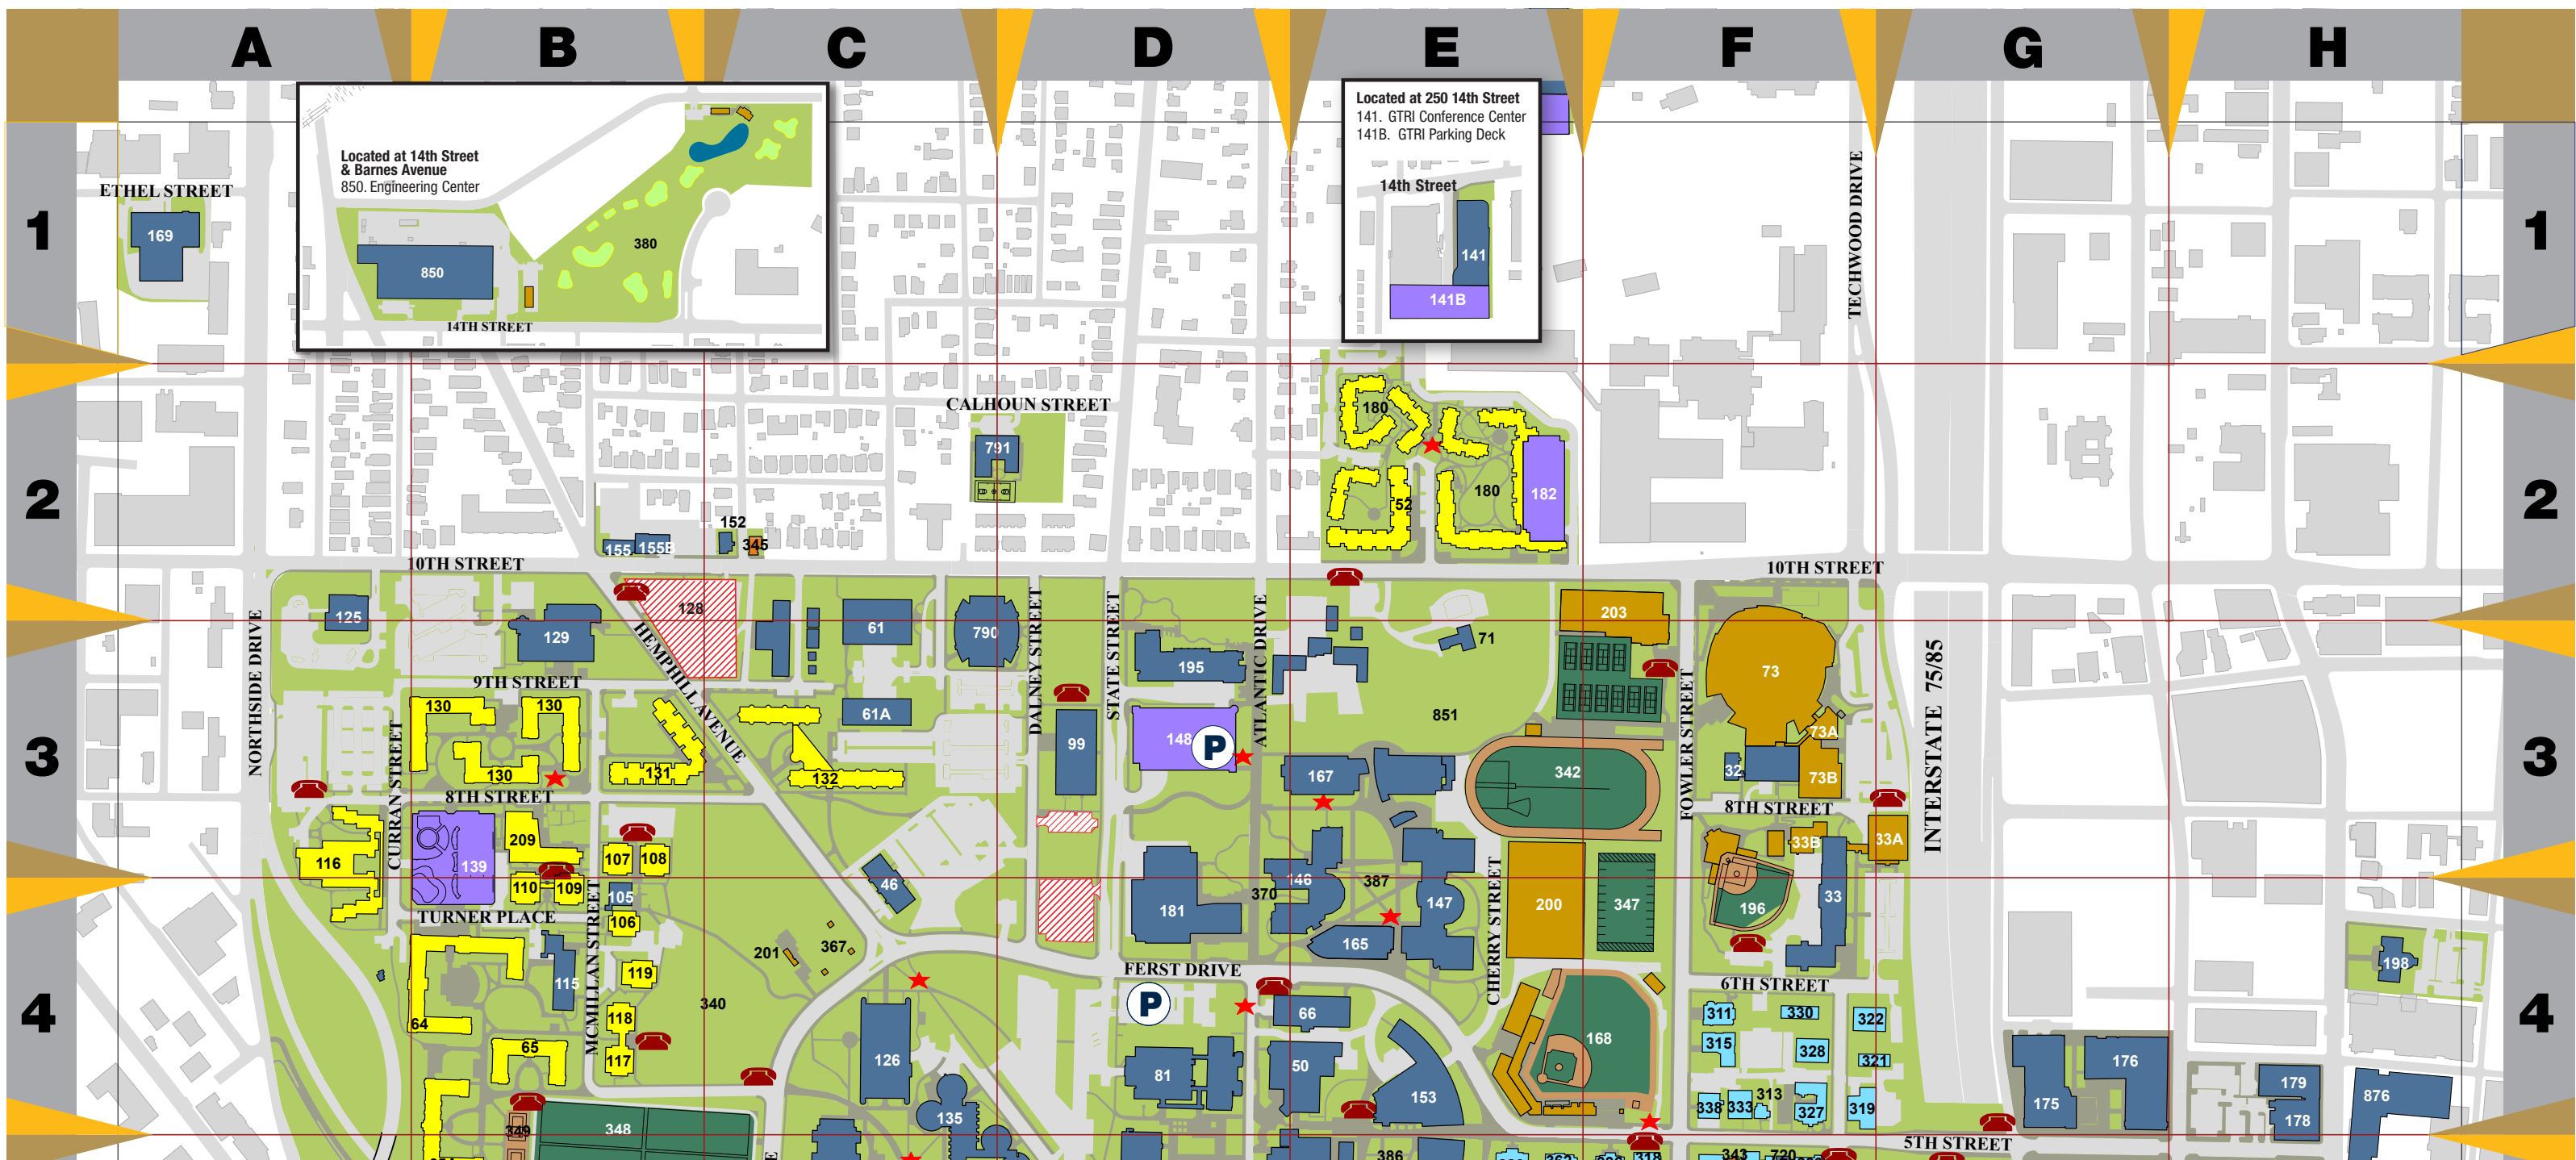 A B C D E F G H
Located at 14th Street
& Barnes Avenue
850. Engineering Center
380
850
14TH STREET
Located at 250 14th Street
141. GTRI Conference Center
141B. GTRI Parking Deck
14th Street
141
141B
ETHEL STREET
169
TECHWOOD DRIVE
1 1
CALHOUN STREET
791
180
52
180
182
2 2
152
155 155B 345
10TH STREET
10TH STREET
125
129
128
61
790
203
71
HEMPHILL AVENUE
NORTHSIDE DRIVE
DALNEY STREET
STATE STREET
ATLANTIC DRIVE
FOWLER STREET
INTERSTATE 75/85
195
73
9TH STREET
130 130
61A
851
99
148 P
73A
CURRAN STREET
130
131
132
167
342
32
73B
3 3
8TH STREET
8TH STREET
116
139
209
107 108
33B
33A
110 109
105
46
146
387
370
147
CHERRY STREET
200
347
196
33
181
TURNER PLACE
106
MCMILLAN STREET
201
367
165
115
119
FERST DRIVE
198
6TH STREET
340
P
64
118
66
168
311
330
322
4 4
65
117
126
81
50
153
315
328
321
176
135
338 333 313 327 319
175
179
178
876
349
348
5TH STREET
386
318
343 720